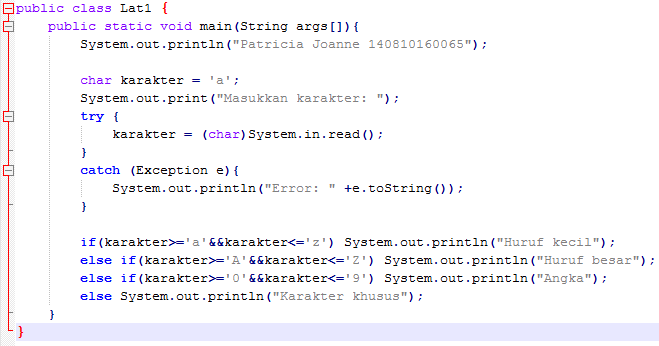 public class Lat1 {
    public static void main(String args[]){
        System.out.println("Patricia Joanne 140810160065");

        char karakter = 'a';
        System.out.print("Masukkan karakter: ");
        try {
            karakter = (char)System.in.read();
        }
        catch (Exception e){
            System.out.println("Error: " +e.toString());
        }

        if(karakter>='a'&&karakter<='z') System.out.println("Huruf kecil");
        else if(karakter>='A'&&karakter<='Z') System.out.println("Huruf besar");
        else if(karakter>='0'&&karakter<='9') System.out.println("Angka");
        else System.out.println("Karakter khusus");
    }
}